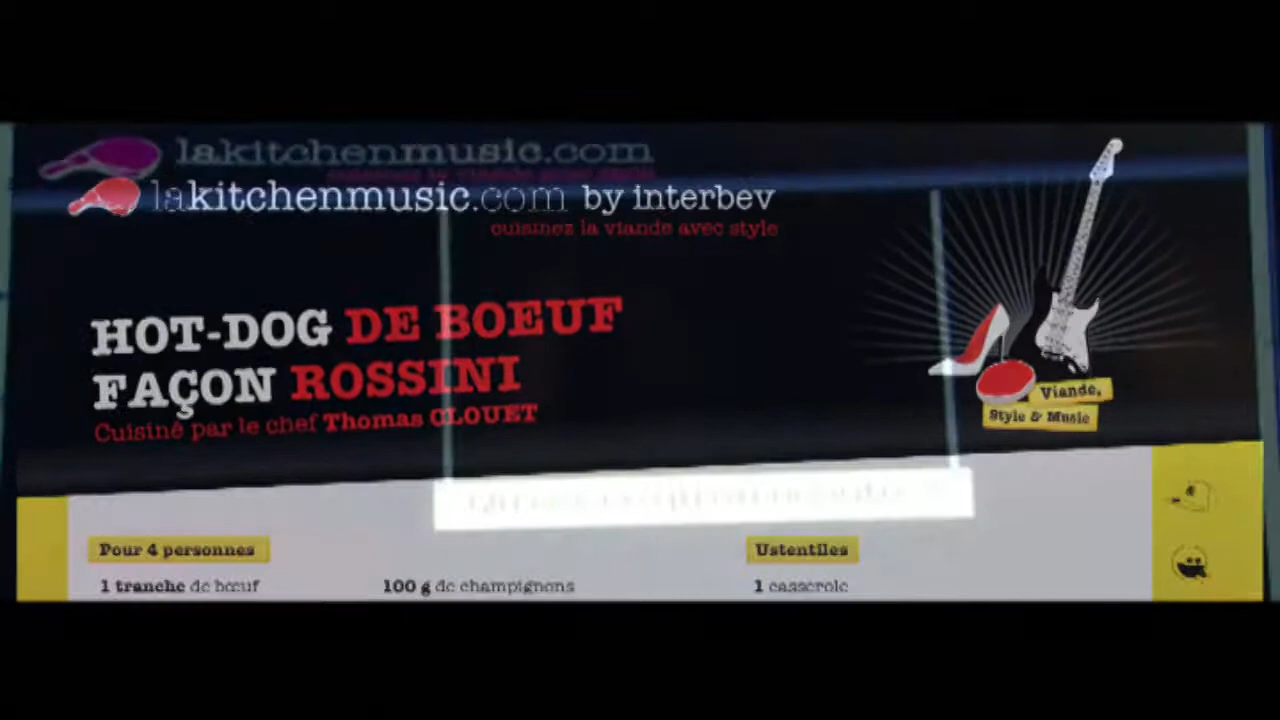 lakitchenmusic.com
lakitchenmusic.com by interbev
cuisinez la viande avec style
HOT-DOG DE BOEUF
FAÇON ROSSINI
Cuisiné par le chef Thomas CLOUET
Viande,
Style & Music
Pour 4 personnes
Ustentiles
1 tranche de bœuf
100 g de champignons
1 casserole